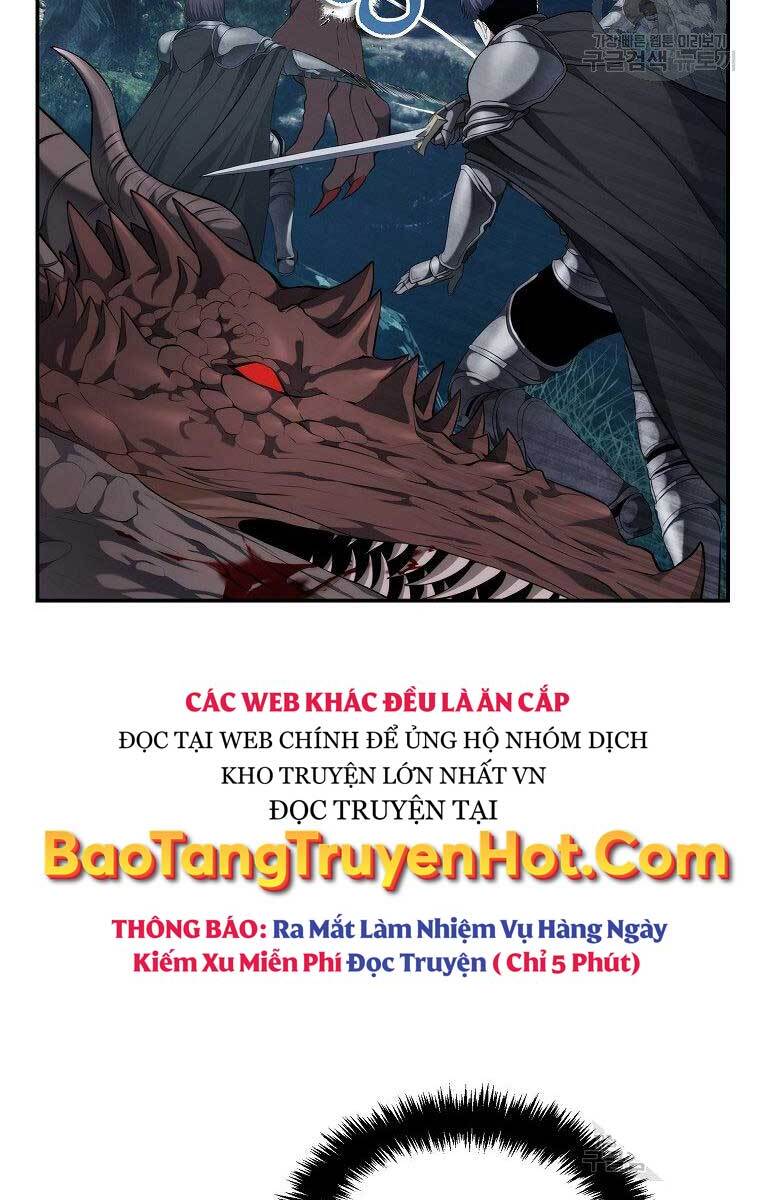 가장 빠른 웹툰 미리보기
구글검색 뉴토끼
CÁC WEB KHÁC ĐỀU LÀ ĂN CẮP
ĐỌC TẠI WEB CHÍNH ĐỂ ỦNG HỘ NHÓM DỊCH
KHO TRUYỆN LỚN NHẤT VN
ĐỌC TRUYỆN TẠI
BaoTangTruyenHot.Com
THÔNG BÁO: Ra Mắt Làm Nhiệm Vụ Hàng Ngày
Kiếm Xu Miễn Phí Đọc Truyện ( Chỉ 5 Phút)